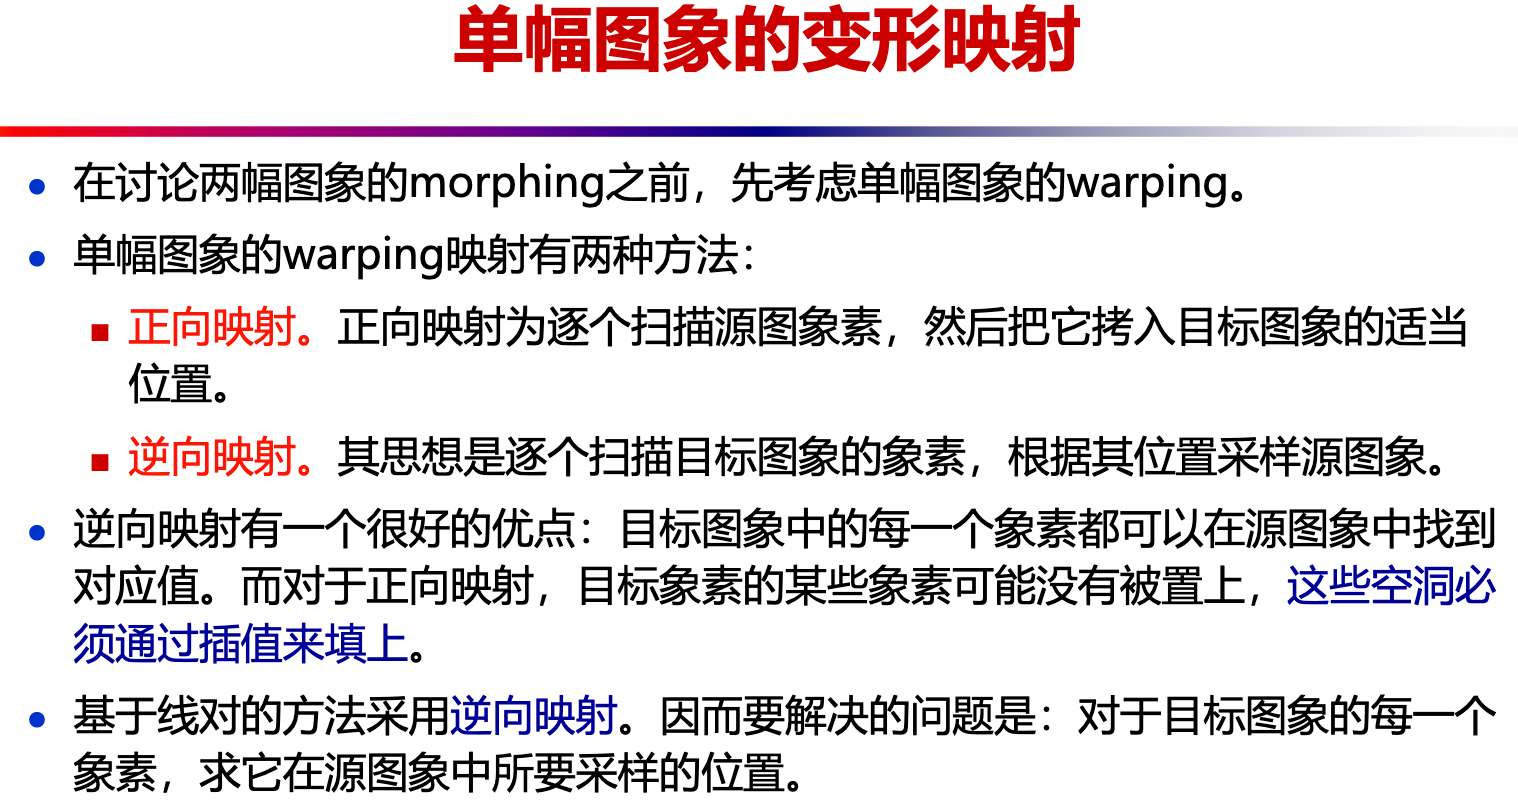 单幅图象的变形映射
在讨论两幅图象的morphing之前，先考虑单幅图象的warping。
单幅图象的warping映射有两种方法：
正向映射。正向映射为逐个扫描源图象素，然后把它拷入目标图象的适当
位置。
逆向映射。其思想是逐个扫描目标图象的象素，根据其位置采样源图象。
逆向映射有一个很好的优点：目标图象中的每一个象素都可以在源图象中找到
对应值。而对于正向映射，目标象素的某些象素可能没有被置上，这些空洞必
须通过插值来填上。
基于线对的方法采用逆向映射。因而要解决的问题是：对于目标图象的每一个
象素，求它在源图象中所要采样的位置。